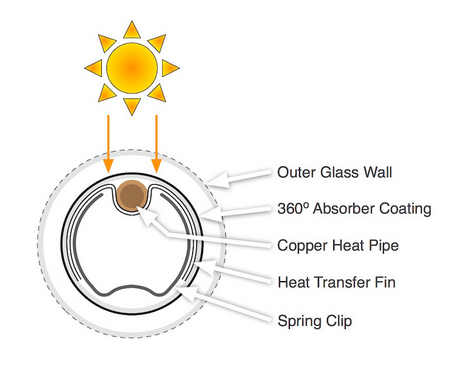 Outer Glass Wall
360º Absorber Coating
Copper Heat Pipe
Heat Transfer Fin
Spring Clip